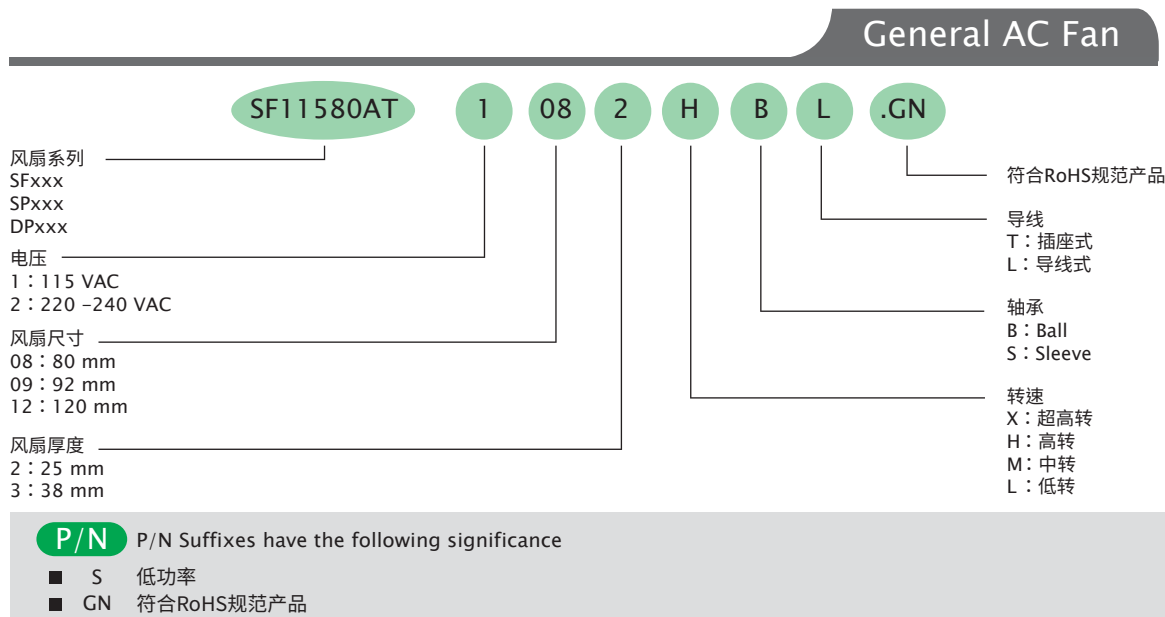 General AC Fan
SF11580AT 1 08 2 H B L .GN
风扇系列
SFxxx
SPxxx
DPxxx
电压
1：115 VAC
2：220 –240 VAC
风扇尺寸
08：80 mm
09：92 mm
12：120 mm
风扇厚度
2：25 mm
3：38 mm
符合RoHS规范产品
导线
T：插座式
L：导线式
轴承
B：Ball
S：Sleeve
转速
X：超高转
H：高转
M：中转
L：低转
P/N P/N Suffixes have the following significance
■ S 低功率
■ GN 符合RoHS规范产品